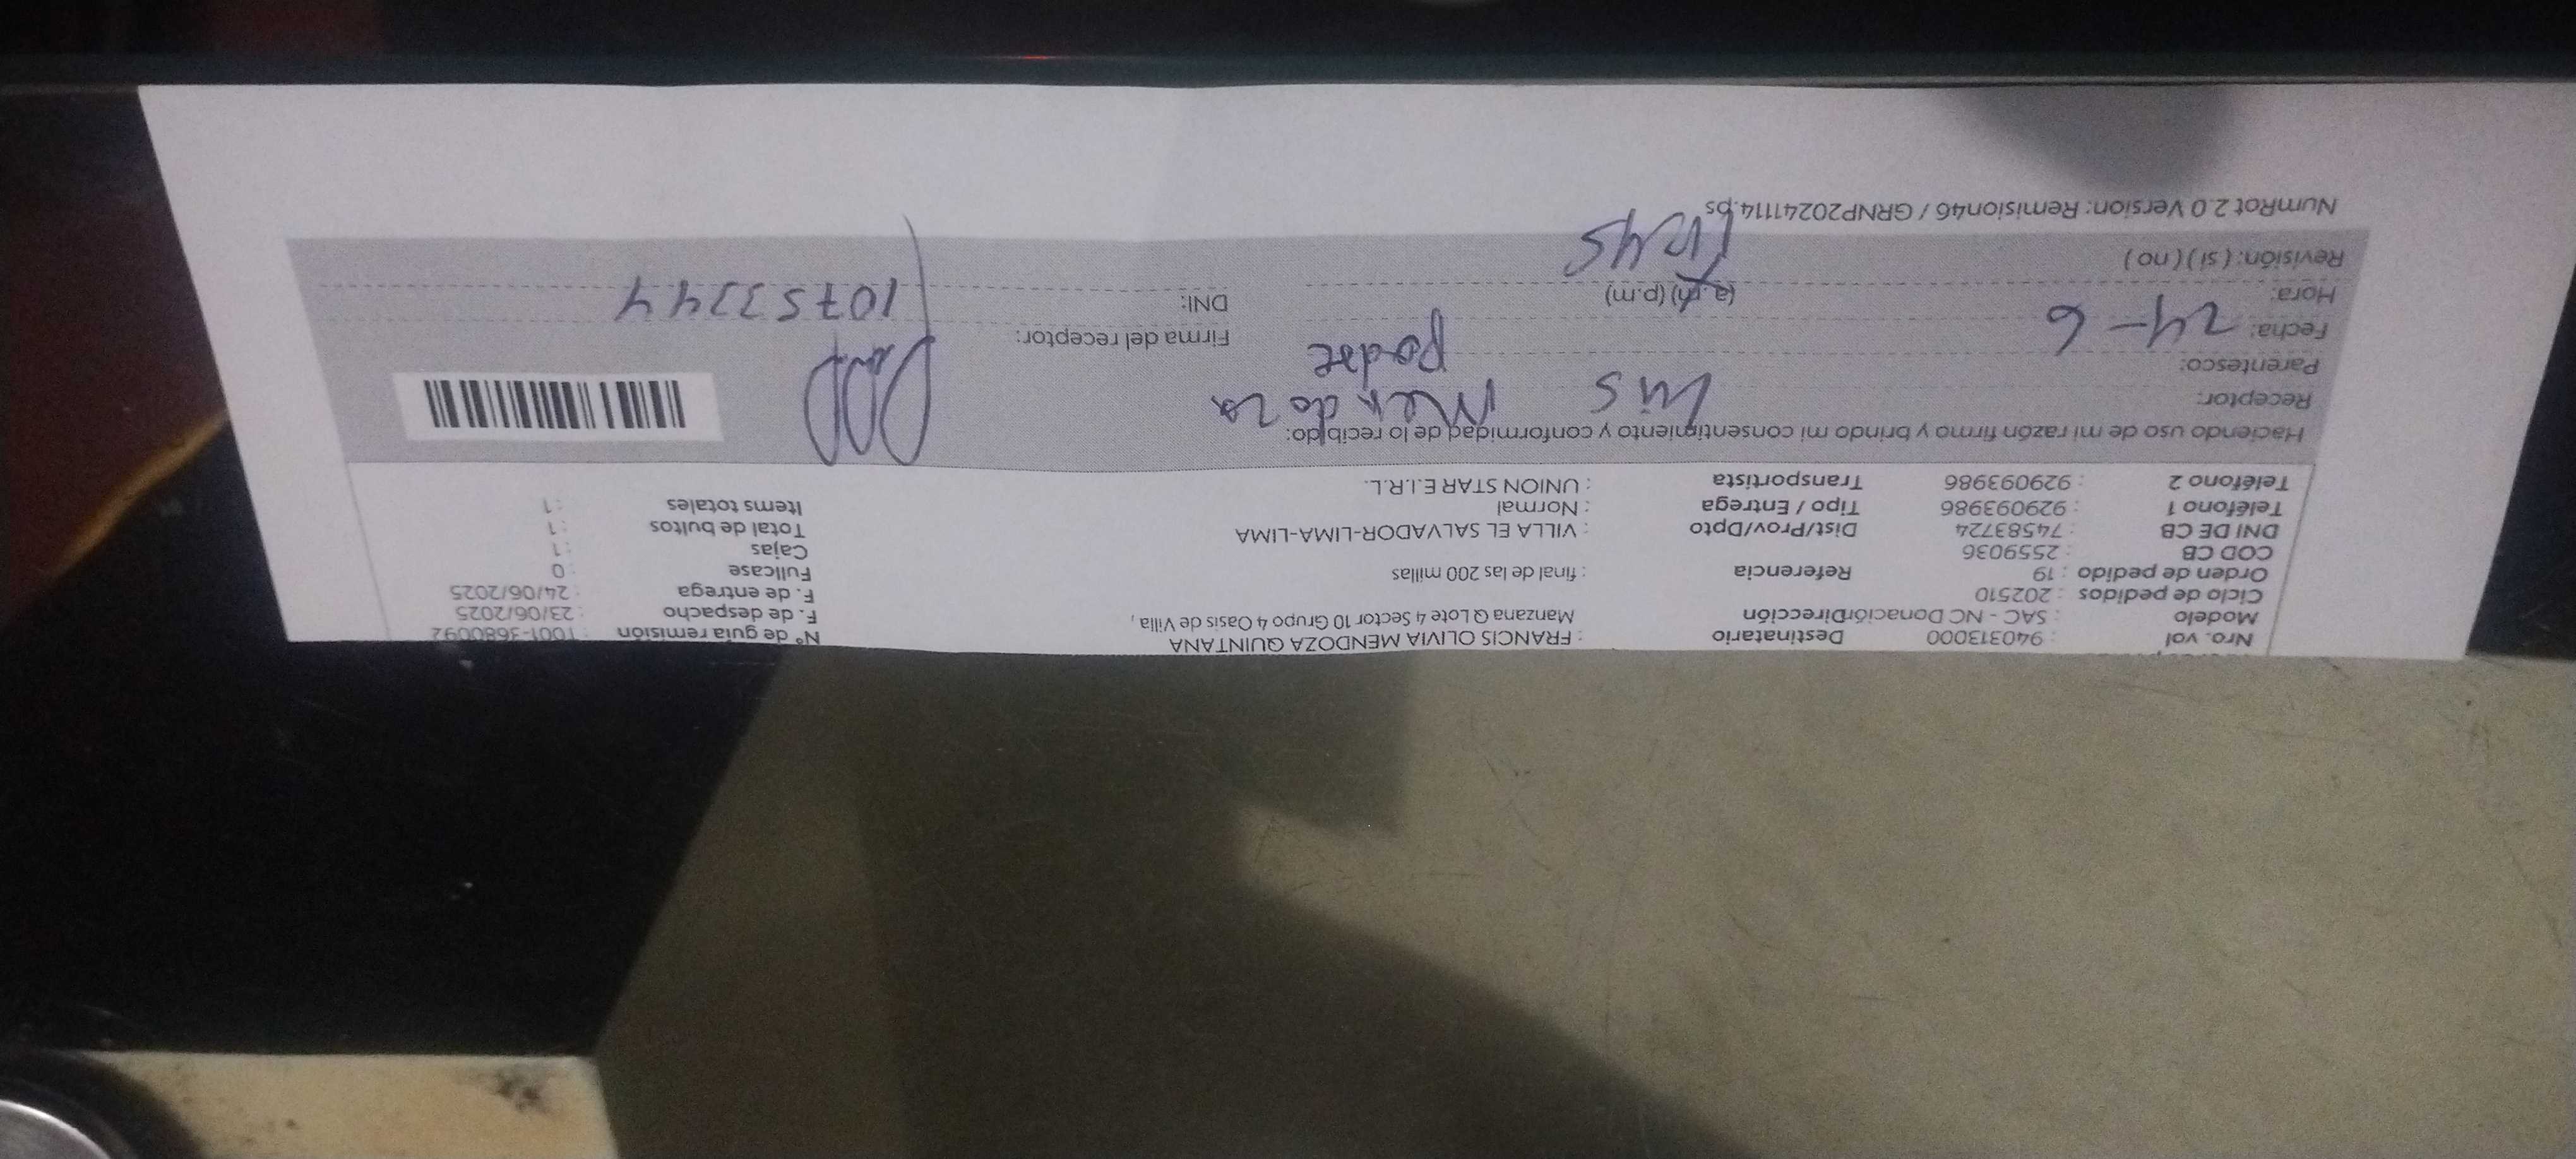 Nro. vol : 940313000 Destinatario : FRANCIS OLIVIA MENDOZA QUINTANA N° de guía remisión : T001-3680092
Modelo : SAC - NC Donación Dirección Manzana Q Lote 4 Sector 10 Grupo 4 Oasis de Villa, F. de despacho : 23/06/2025
Ciclo de pedidos : 202510 F. de entrega : 24/06/2025
Orden de pedido : 19 Referencia : final de las 200 millas Fullcase : 0
COD CB : 2559036 Cajas : 1
DNI DE CB : 74583724 Dist/Prov/Dpto : VILLA EL SALVADOR-LIMA-LIMA Total de bultos : 1
Teléfono 1 : 929093986 Tipo / Entrega : Normal Items totales : 1
Teléfono 2 : 929093986 Transportista : UNION STAR E.I.R.L.
Haciendo uso de mi razón firmo y brindo mi consentimiento y conformidad de lo recibido:
Receptor: Luis Mendoza
Parentesco: padre
Fecha: 24-6 Firma del receptor:
Hora: (a.m) (p.m) DNI: 10753344
Revisión: ( si ) ( no )
NumRot 2.0 Version: Remision46 / GRNP20241114.ps